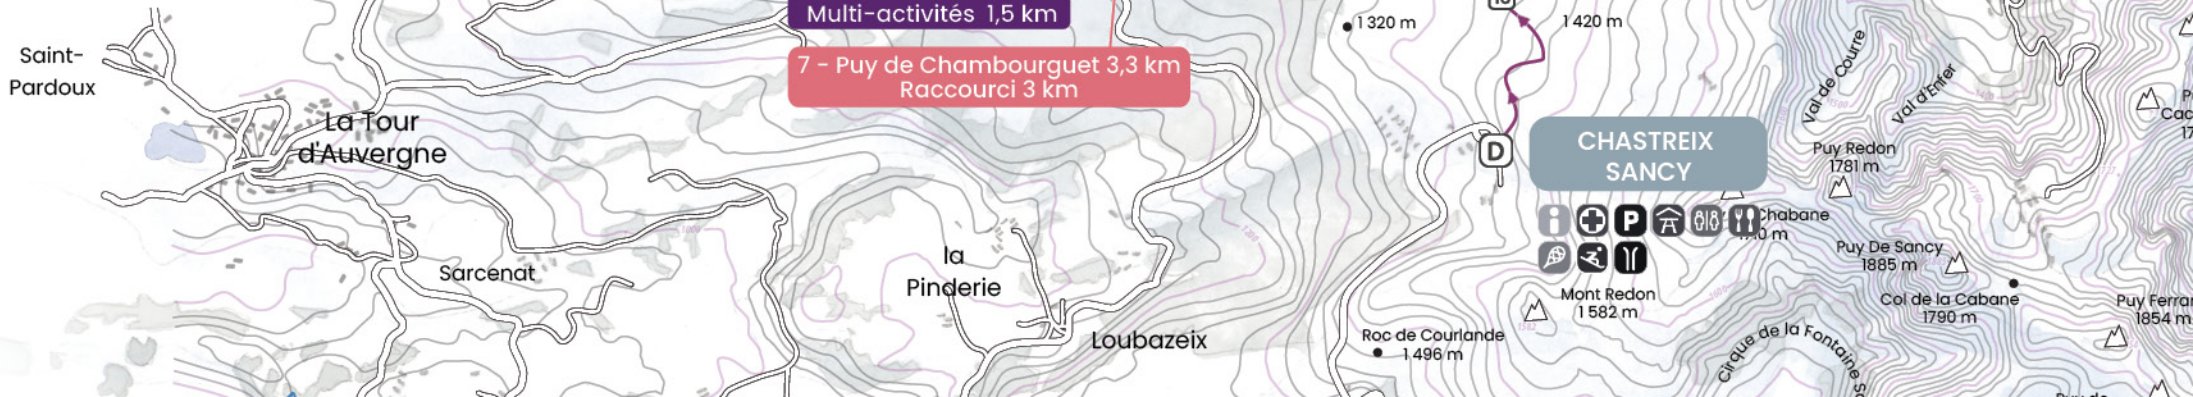 Multi-activités 1,5 km
7 - Puy de Chambourguet 3,3 km
Raccourci 3 km
Saint-
Pardoux
La Tour
d'Auvergne
Sarcenat
la
Pinderie
Loubazeix
1 320 m
1 420 m
D
CHASTREIX
SANCY
P
Val de Courre
Val d'Enfer
Puy Redon
1781 m
Chabane
Puy De Sancy
1885 m
Col de la Cabane
1790 m
Mont Redon
1 582 m
Roc de Courlande
1 496 m
Cirque de la Fontaine
Puy Ferra
1854 m
1200